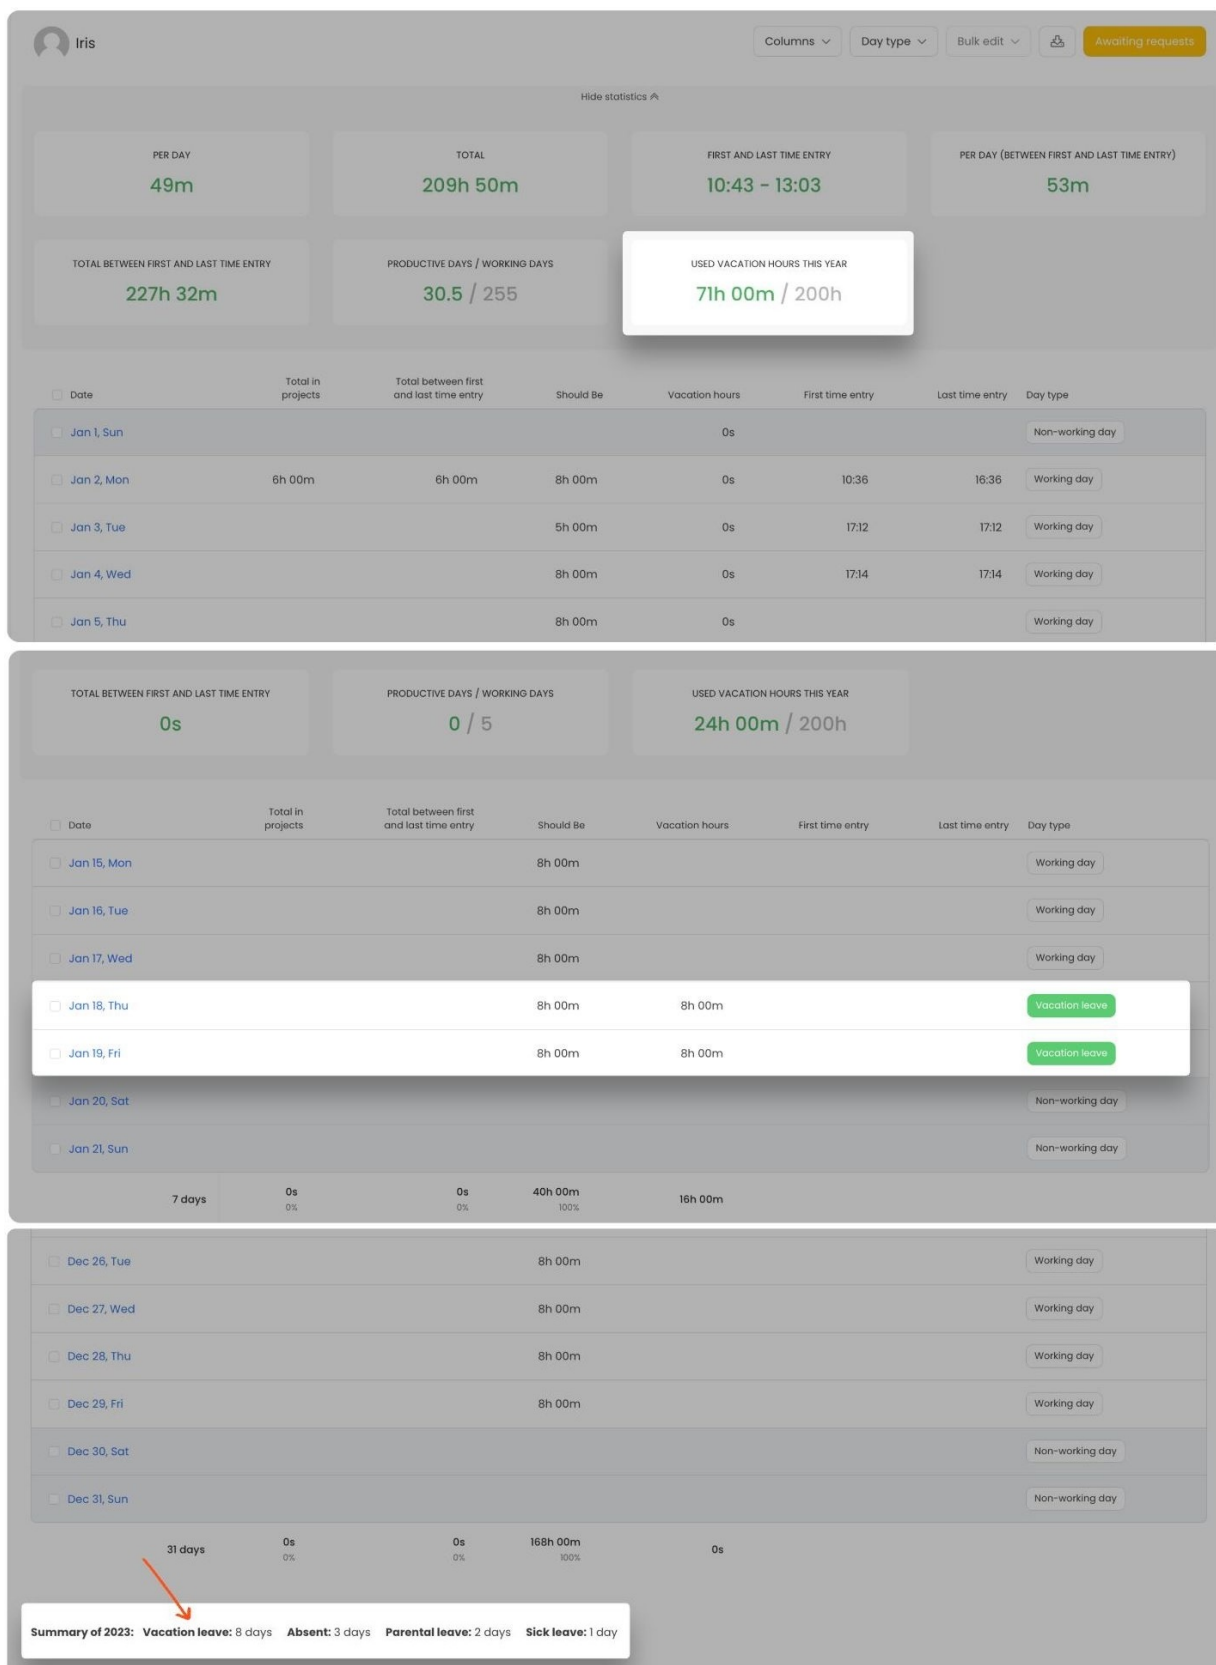 Iris
Columns Day type Bulk edit Awaiting requests
Hide statistics
PER DAY TOTAL FIRST AND LAST TIME ENTRY PER DAY (BETWEEN FIRST AND LAST TIME ENTRY)
49m 209h 50m 10:43 - 13:03 53m
TOTAL BETWEEN FIRST AND LAST TIME ENTRY PRODUCTIVE DAYS / WORKING DAYS USED VACATION HOURS THIS YEAR
227h 32m 30.5 / 255 71h 00m / 200h
Total in Total between first
Date projects and last time entry Should Be Vacation hours First time entry Last time entry Day type
Jan 1, Sun 0s Non-working day
Jan 2, Mon 6h 00m 6h 00m 8h 00m 0s 10:36 16:36 Working day
Jan 3, Tue 5h 00m 0s 17:12 17:12 Working day
Jan 4, Wed 8h 00m 0s 17:14 17:14 Working day
Jan 5, Thu 8h 00m 0s Working day
TOTAL BETWEEN FIRST AND LAST TIME ENTRY PRODUCTIVE DAYS / WORKING DAYS USED VACATION HOURS THIS YEAR
0s 0 / 5 24h 00m / 200h
Total in Total between first
Date projects and last time entry Should Be Vacation hours First time entry Last time entry Day type
Jan 15, Mon 8h 00m Working day
Jan 16, Tue 8h 00m Working day
Jan 17, Wed 8h 00m Working day
Jan 18, Thu 8h 00m 8h 00m Vacation leave
Jan 19, Fri 8h 00m 8h 00m Vacation leave
Jan 20, Sat Non-working day
Jan 21, Sun Non-working day
7 days 0s 0s 40h 00m 16h 00m
0% 0% 100%
Dec 26, Tue 8h 00m Working day
Dec 27, Wed 8h 00m Working day
Dec 28, Thu 8h 00m Working day
Dec 29, Fri 8h 00m Working day
Dec 30, Sat Non-working day
Dec 31, Sun Non-working day
31 days 0s 0s 168h 00m 0s
0% 0% 100%
Summary of 2023: Vacation leave: 8 days Absent: 3 days Parental leave: 2 days Sick leave: 1 day